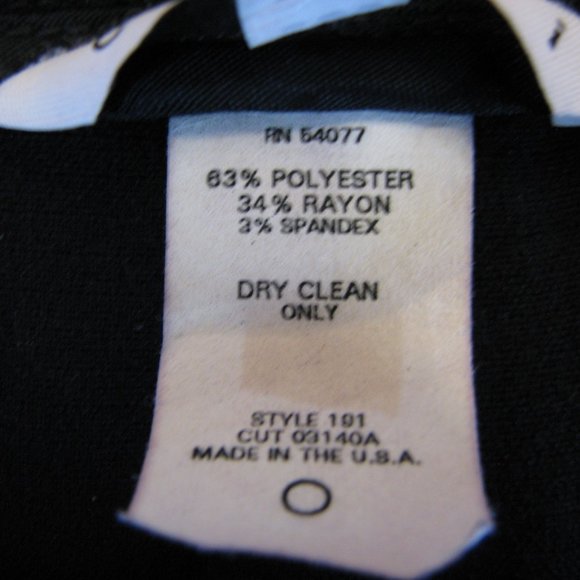 RN 54077
63% POLYESTER
34% RAYON
3% SPANDEX
DRY CLEAN
ONLY
STYLE 191
CUT 03140A
MADE IN THE U.S.A.